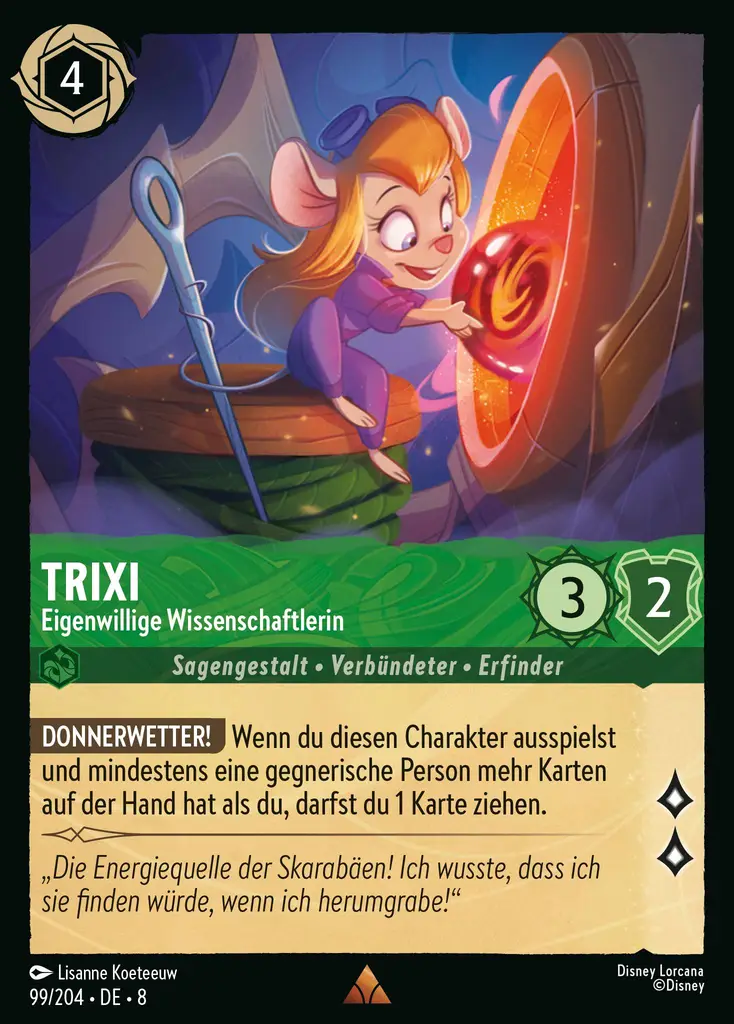 4
TRIXI
Eigenwillige Wissenschaftlerin
3
2
Sagengestalt • Verbündeter • Erfinder
DONNERWETTER! Wenn du diesen Charakter ausspielst
und mindestens eine gegnerische Person mehr Karten
auf der Hand hat als du, darfst du 1 Karte ziehen.
„Die Energiequelle der Skarabäen! Ich wusste, dass ich
sie finden würde, wenn ich herumgrabe!“
Lisanne Koeteeuw
99/204 • DE • 8
Disney Lorcana
©Disney